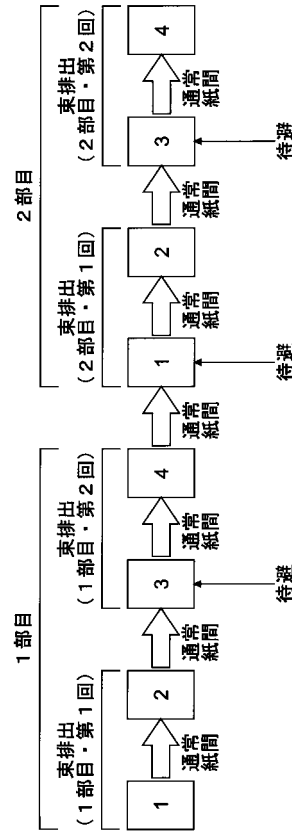 1部目
2部目
束排出
(1部目・第1回)
束排出
(1部目・第2回)
束排出
(2部目・第1回)
束排出
(2部目・第2回)
1
2
3
4
1
2
3
4
通常
紙間
通常
紙間
通常
紙間
通常
紙間
通常
紙間
通常
紙間
通常
紙間
待避
待避
待避